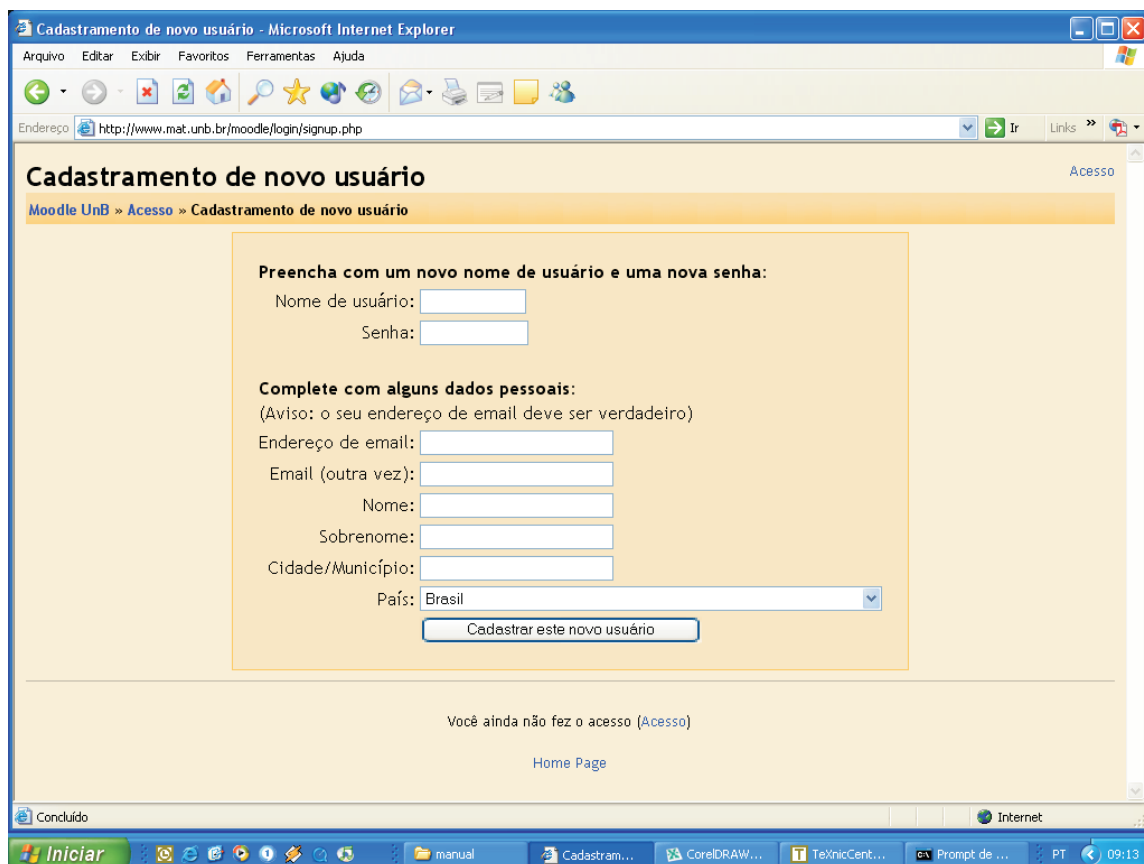 Cadastramento de novo usuário - Microsoft Internet Explorer
Arquivo Editar Exibir Favoritos Ferramentas Ajuda
Endereço http://www.mat.unb.br/moodle/login/signup.php Ir Links »
Cadastramento de novo usuário Acesso
Moodle UnB » Acesso » Cadastramento de novo usuário
Preencha com um novo nome de usuário e uma nova senha:
Nome de usuário:
Senha:
Complete com alguns dados pessoais:
(Aviso: o seu endereço de email deve ser verdadeiro)
Endereço de email:
Email (outra vez):
Nome:
Sobrenome:
Cidade/Município:
País: Brasil
Cadastrar este novo usuário
Você ainda não fez o acesso (Acesso)
Home Page
Concluído Internet
Iniciar manual Cadastram... CorelDRAW... TeXnicCent... Prompt de ... PT 09:13